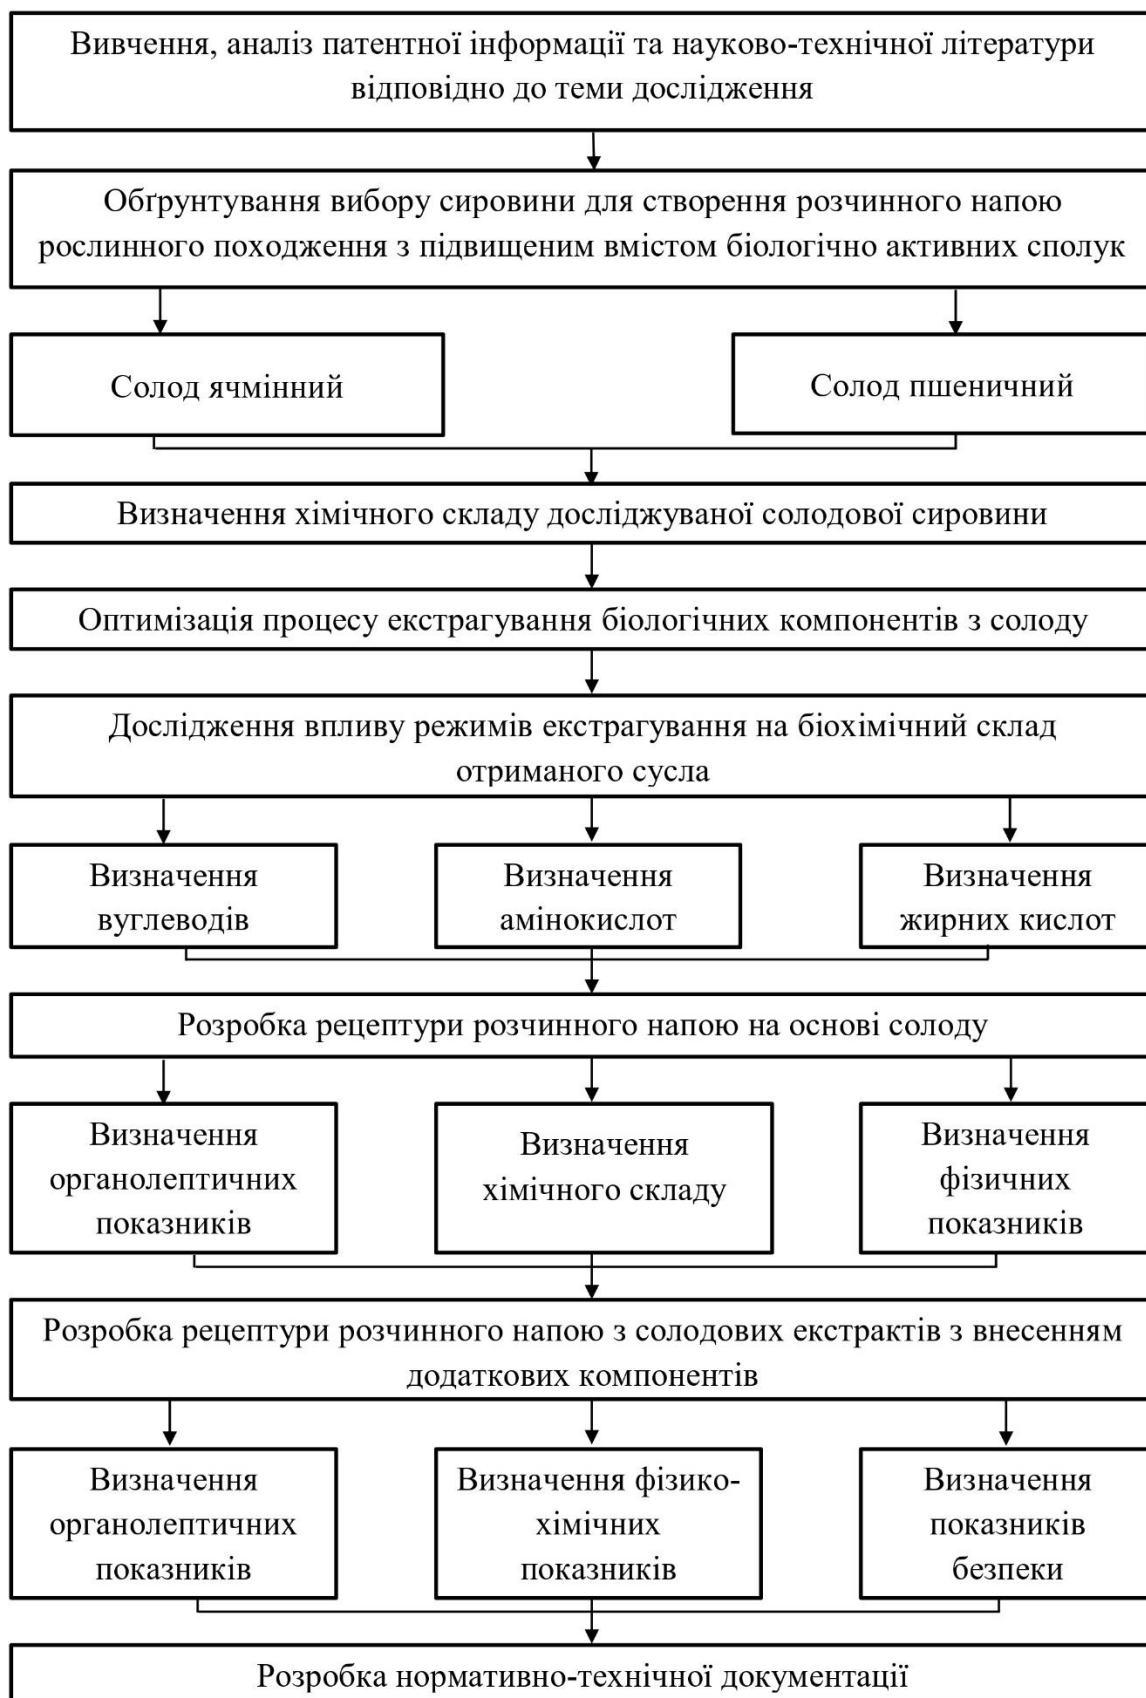 Вивчення, аналіз патентної інформації та науково-технічної літератури
відповідно до теми дослідження
Обґрунтування вибору сировини для створення розчинного напою
рослинного походження з підвищеним вмістом біологічно активних сполук
Солод ячмінний
Солод пшеничний
Визначення хімічного складу досліджуваної солодової сировини
Оптимізація процесу екстрагування біологічних компонентів з солоду
Дослідження впливу режимів екстрагування на біохімічний склад
отриманого сусла
Визначення
вуглеводів
Визначення
амінокислот
Визначення
жирних кислот
Розробка рецептури розчинного напою на основі солоду
Визначення
органолептичних
показників
Визначення
хімічного складу
Визначення
фізичних
показників
Розробка рецептури розчинного напою з солодових екстрактів з внесенням
додаткових компонентів
Визначення
органолептичних
показників
Визначення фізико-
хімічних
показників
Визначення
показників
безпеки
Розробка нормативно-технічної документації